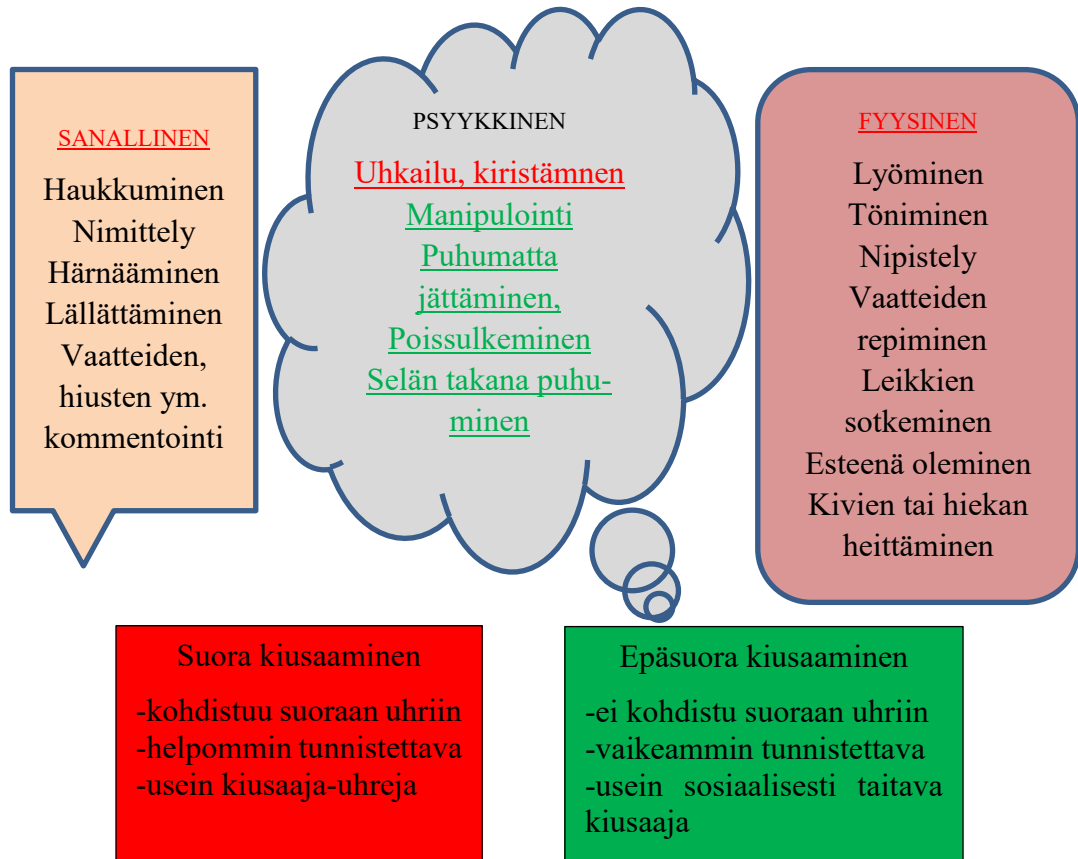 SANALLINEN
Haukkuminen
Nimittely
Härnääminen
Lällättäminen
Vaatteiden,
hiusten ym.
kommentointi
PSYYKKINEN
Uhkailu, kiristämnen
Manipulointi
Puhumatta
jättäminen,
Poissulkeminen
Selän takana puhu-
minen
FYYSINEN
Lyöminen
Töniminen
Nipistely
Vaatteiden
repiminen
Leikkien
sotkeminen
Esteenä oleminen
Kivien tai hiekan
heittäminen
Suora kiusaaminen
-kohdistuu suoraan uhriin
-helpommin tunnistettava
-usein kiusaaja-uhreja
Epäsuora kiusaaminen
-ei kohdistu suoraan uhriin
-vaikeammin tunnistettava
-usein sosiaalisesti taitava
kiusaaja